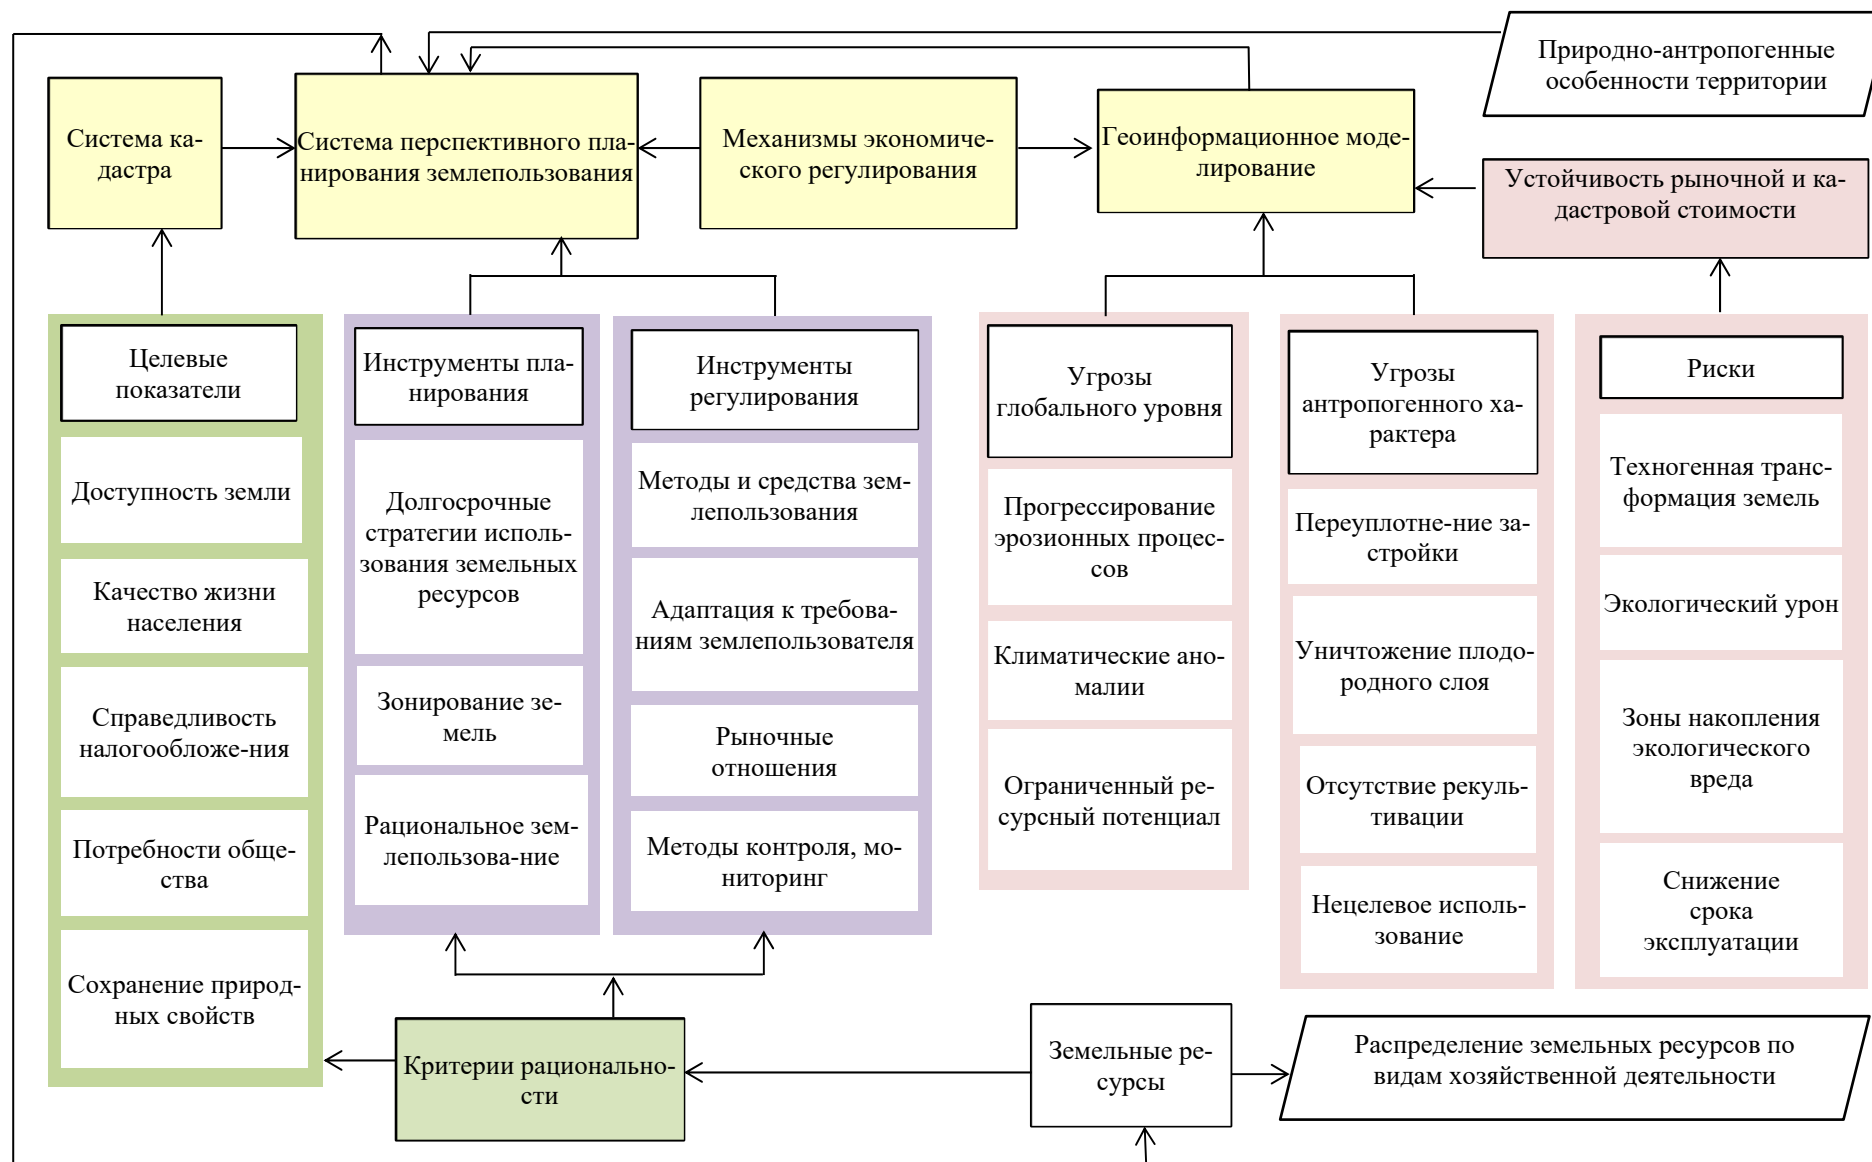 Природно-антропогенные
особенности территории
Система ка-
дастра
Система перспективного пла-
нирования землепользования
Механизмы экономиче-
ского регулирования
Геоинформационное моде-
лирование
Устойчивость рыночной и ка-
дастровой стоимости
Целевые
показатели
Доступность земли
Качество жизни
населения
Справедливость
налогообложе-ния
Потребности обще-
ства
Сохранение природ-
ных свойств
Инструменты пла-
нирования
Долгосрочные
стратегии исполь-
зования земельных
ресурсов
Зонирование зе-
мель
Рациональное зем-
лепользова-ние
Инструменты
регулирования
Методы и средства зем-
лепользования
Адаптация к требова-
ниям землепользователя
Рыночные
отношения
Методы контроля, мо-
ниторинг
Угрозы
глобального уровня
Прогрессирование
эрозионных процес-
сов
Климатические ано-
малии
Ограниченный ре-
сурсный потенциал
Угрозы
антропогенного ха-
рактера
Переуплотне-ние за-
стройки
Уничтожение плодо-
родного слоя
Отсутствие рекуль-
тивации
Нецелевое исполь-
зование
Риски
Техногенная транс-
формация земель
Экологический урон
Зоны накопления
экологического
вреда
Снижение
срока
эксплуатации
Критерии рационально-
сти
Земельные ре-
сурсы
Распределение земельных ресурсов по
видам хозяйственной деятельности